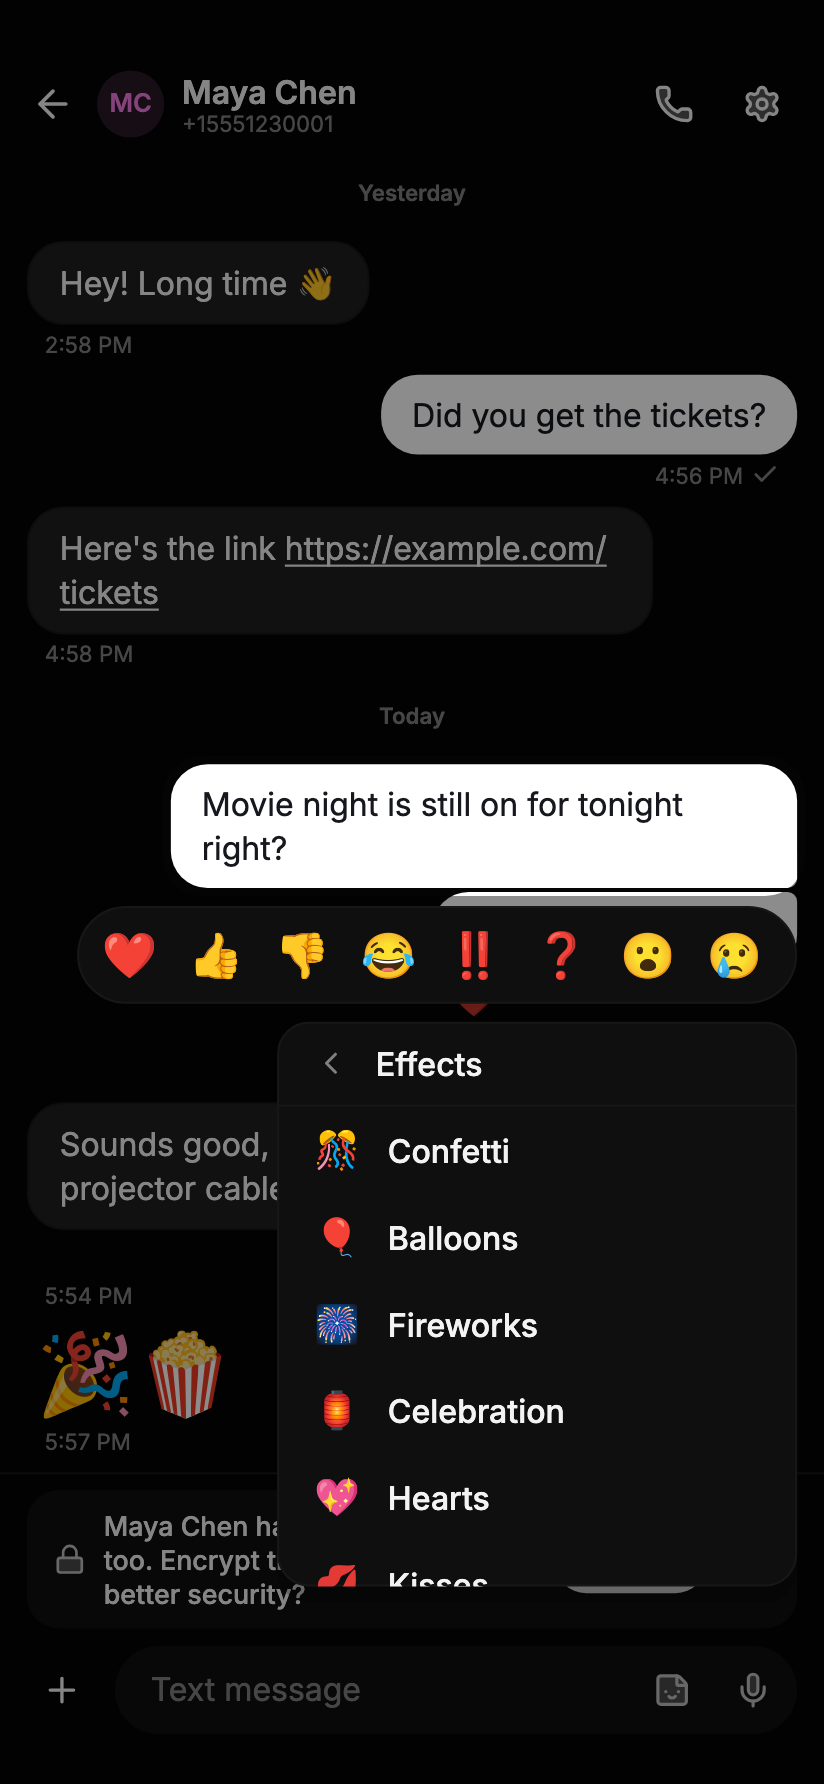 MC
Maya Chen
+15551230001
Yesterday
Hey! Long time 👋
2:58 PM
Did you get the tickets?
4:56 PM
Here's the link https://example.com/
tickets
4:58 PM
Today
Movie night is still on for tonight
right?
Effects
Sounds good,
projector cable
Confetti
Balloons
5:54 PM
Fireworks
Celebration
5:57 PM
Hearts
Maya Chen
too. Encrypt
better security?
Kisses
Text message